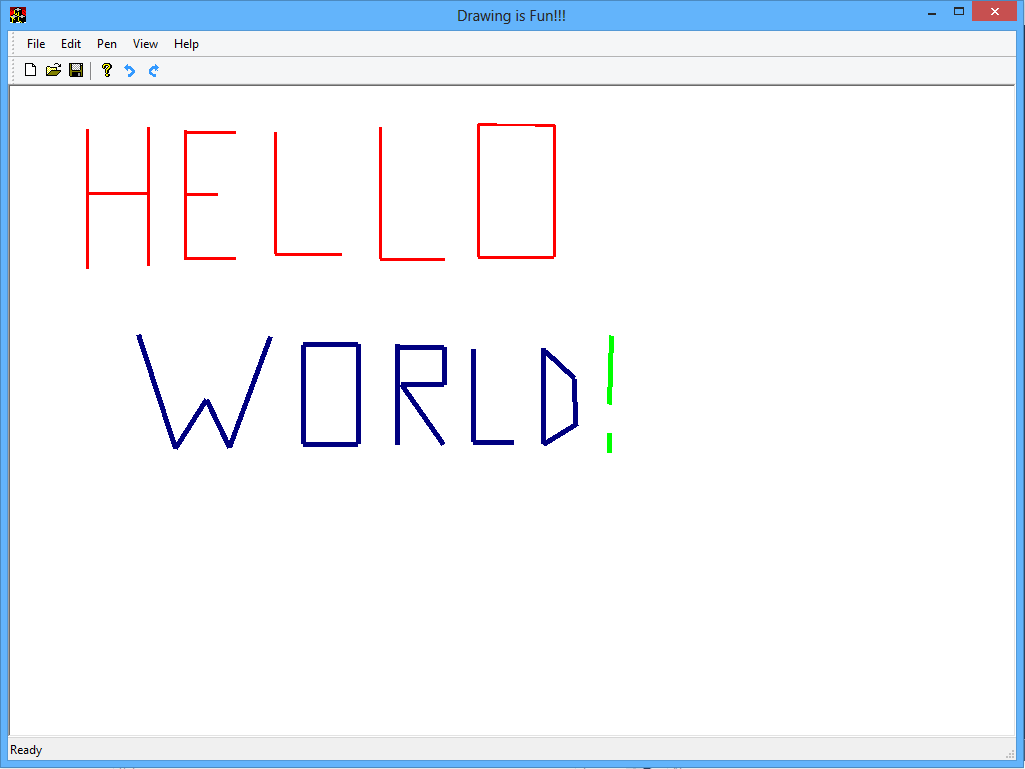 Drawing is Fun!!!
File Edit Pen View Help
HELLO
WORLD!
Ready